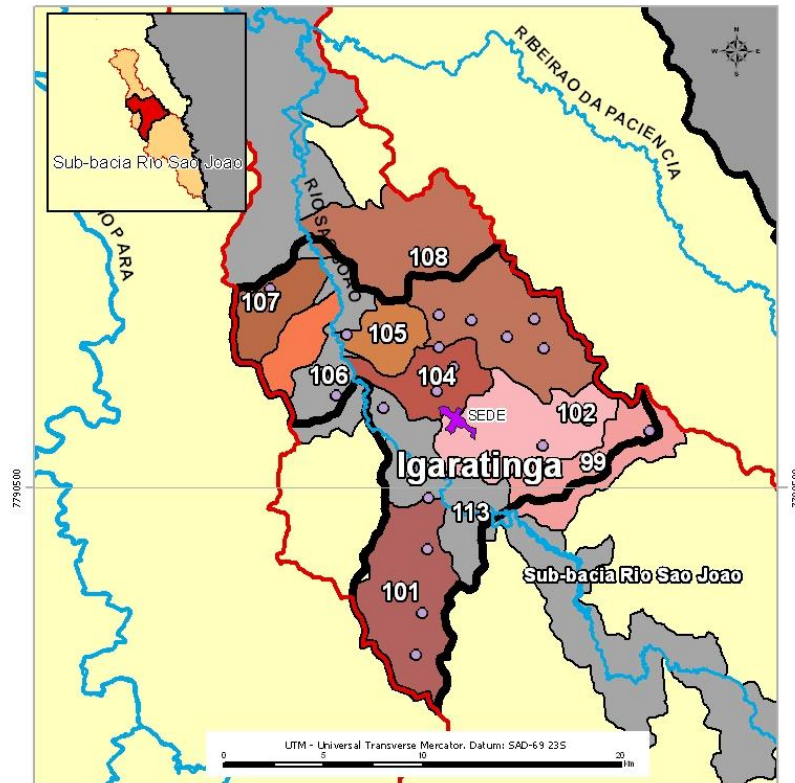 N
W E
S
RIBEIRAO DA PACIENCIA
Sub-bacia Rio Sao Joao
RIO SAO JOAO
108
107
105
106
104
SEDE
102
Igaratinga
99
7790500
7790500
113
Sub-bacia Rio Sao Joao
101
UTM - Universal Transverse Mercator. Datum: SAD-69 23S
0 5 10 20
Km